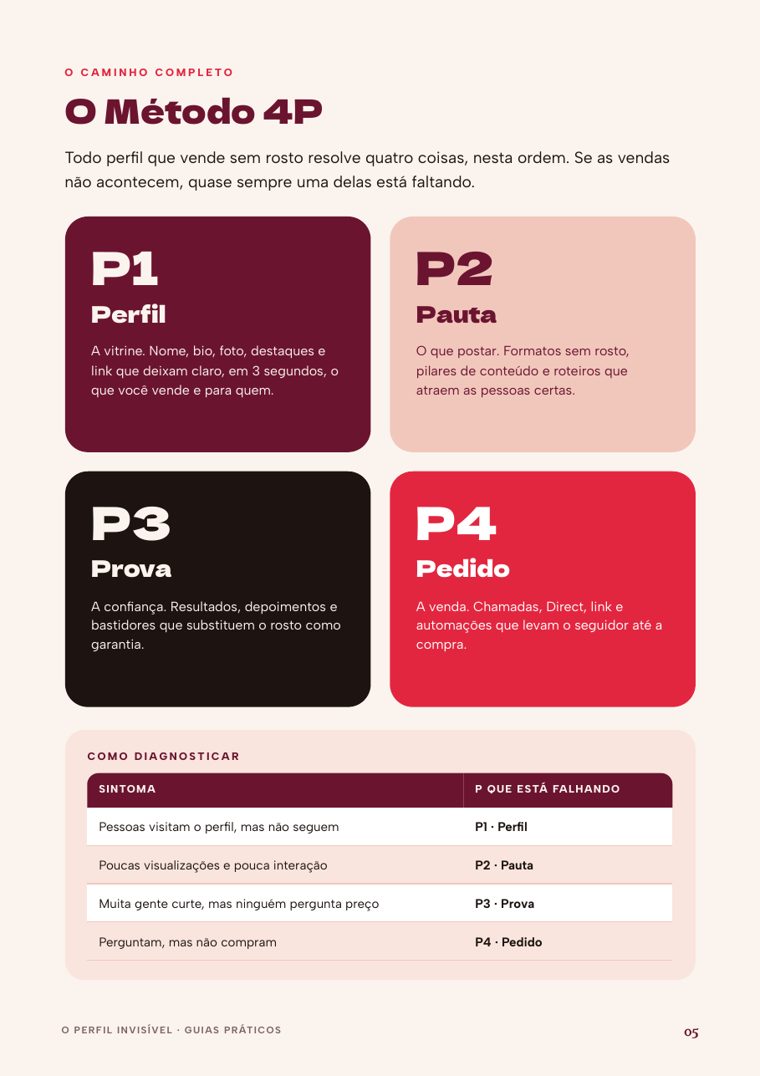 O CAMINHO COMPLETO
O Método 4P
Todo perfil que vende sem rosto resolve quatro coisas, nesta ordem. Se as vendas
não acontecem, quase sempre uma delas está faltando.
P1
Perfil
A vitrine. Nome, bio, foto, destaques e
link que deixam claro, em 3 segundos, o
que você vende e para quem.
P2
Pauta
O que postar. Formatos sem rosto,
pilares de conteúdo e roteiros que
atraem as pessoas certas.
P3
Prova
A confiança. Resultados, depoimentos e
bastidores que substituem o rosto como
garantia.
P4
Pedido
A venda. Chamadas, Direct, link e
automações que levam o seguidor até a
compra.
COMO DIAGNOSTICAR
SINTOMA P QUE ESTÁ FALHANDO
Pessoas visitam o perfil, mas não seguem P1 · Perfil
Poucas visualizações e pouca interação P2 · Pauta
Muita gente curte, mas ninguém pergunta preço P3 · Prova
Perguntam, mas não compram P4 · Pedido
O PERFIL INVISÍVEL · GUIAS PRÁTICOS 05